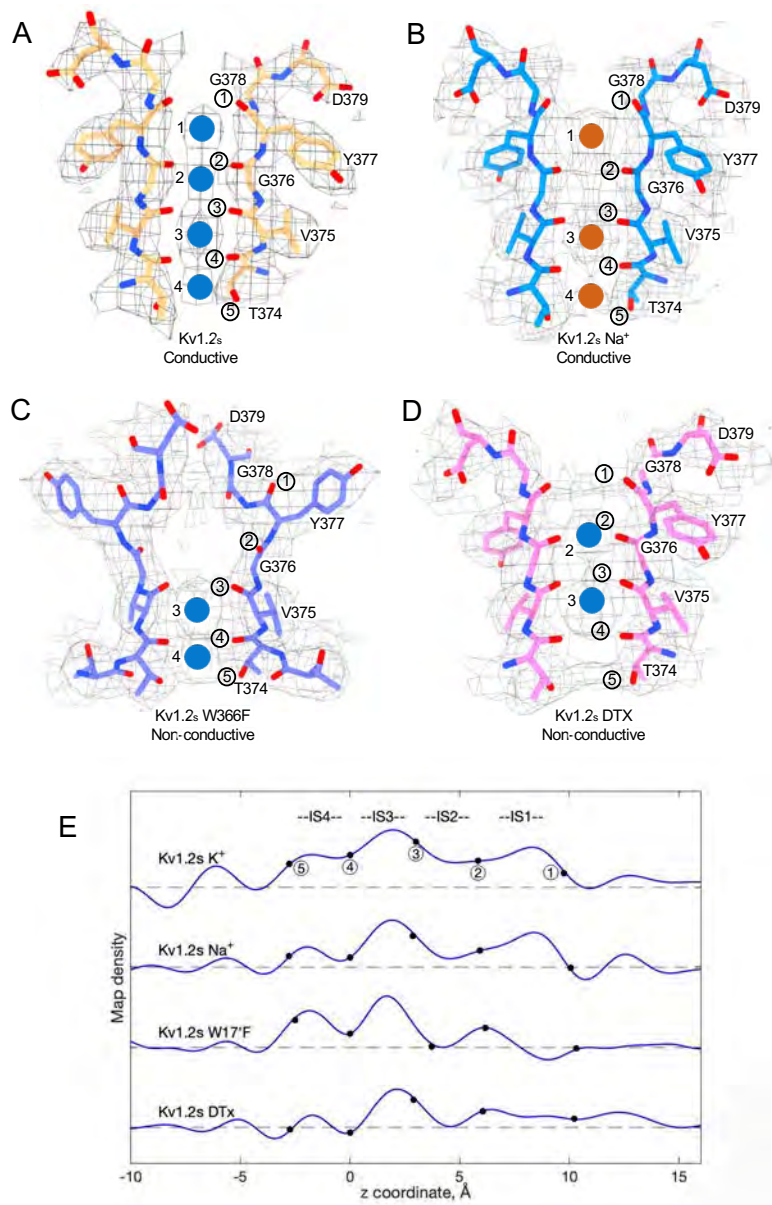 A
G378
①
D379
1
②
Y377
2
G376
③
V375
3
④
4
⑤
T374
Kv1.2s
Conductive
B
G378
①
D379
1
Y377
②
G376
③
V375
3
④
4
⑤
T374
Kv1.2s Na⁺
Conductive
C
D379
G378
①
Y377
②
G376
③
V375
3
④
4
⑤
T374
Kv1.2s W366F
Non-conductive
D
D379
G378
①
②
Y377
2
G376
③
V375
3
④
T374
⑤
Kv1.2s DTX
Non-conductive
E
--IS4-- --IS3-- --IS2-- --IS1--
Kv1.2s K⁺
⑤ ④ ③ ② ①
Kv1.2s Na⁺
Kv1.2s W17'F
Kv1.2s DTx
Map density
-10 -5 0 5 10 15
z coordinate, Å